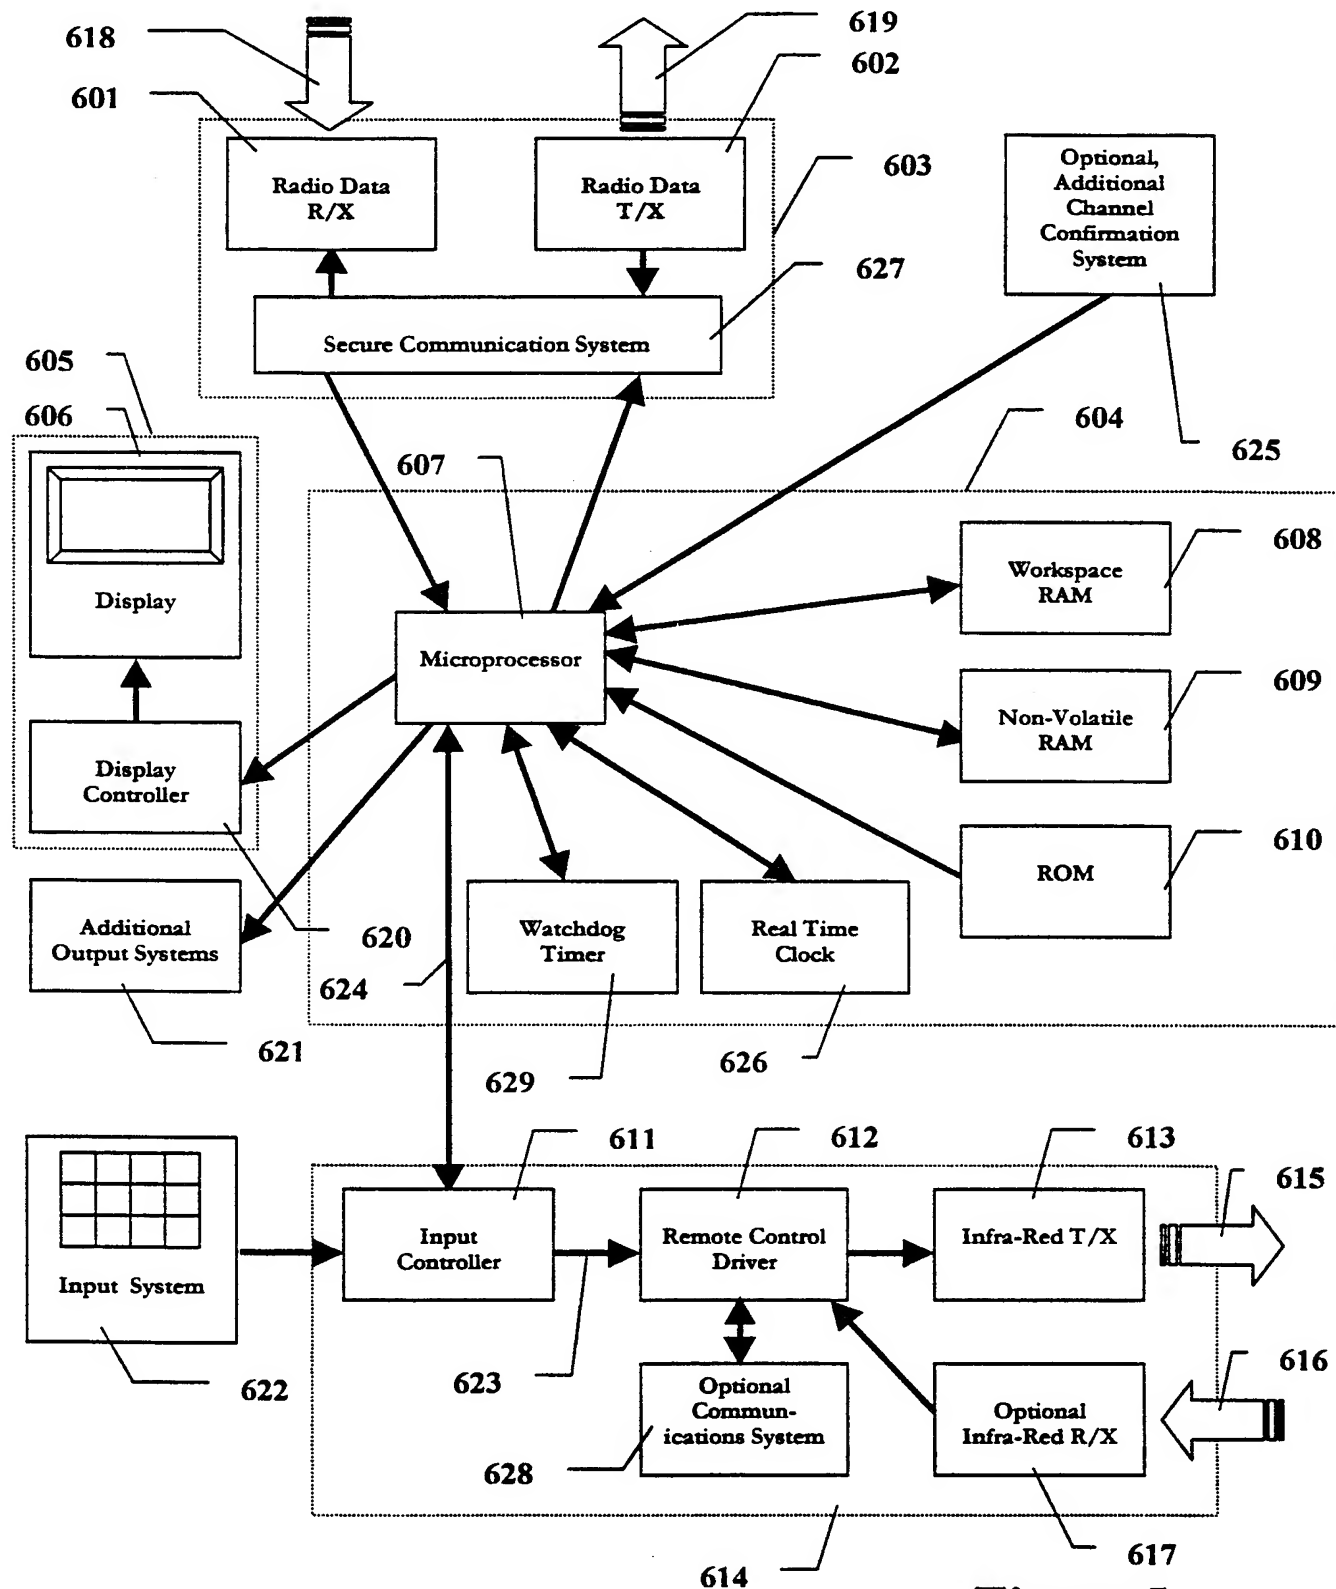 618
619
601
602
Radio Data
R/X
Radio Data
T/X
603
Optional,
Additional
Channel
Confirmation
System
627
Secure Communication System
605
606
604
625
607
608
Workspace
RAM
Display
Microprocessor
609
Non-Volatile
RAM
Display
Controller
610
ROM
Additional
Output Systems
620
624
Watchdog
Timer
Real Time
Clock
621
629
626
611
612
613
615
Input
Controller
Remote Control
Driver
Infra-Red T/X
Input System
622
623
616
Optional
Commun-
ications System
Optional
Infra-Red R/X
628
614
617